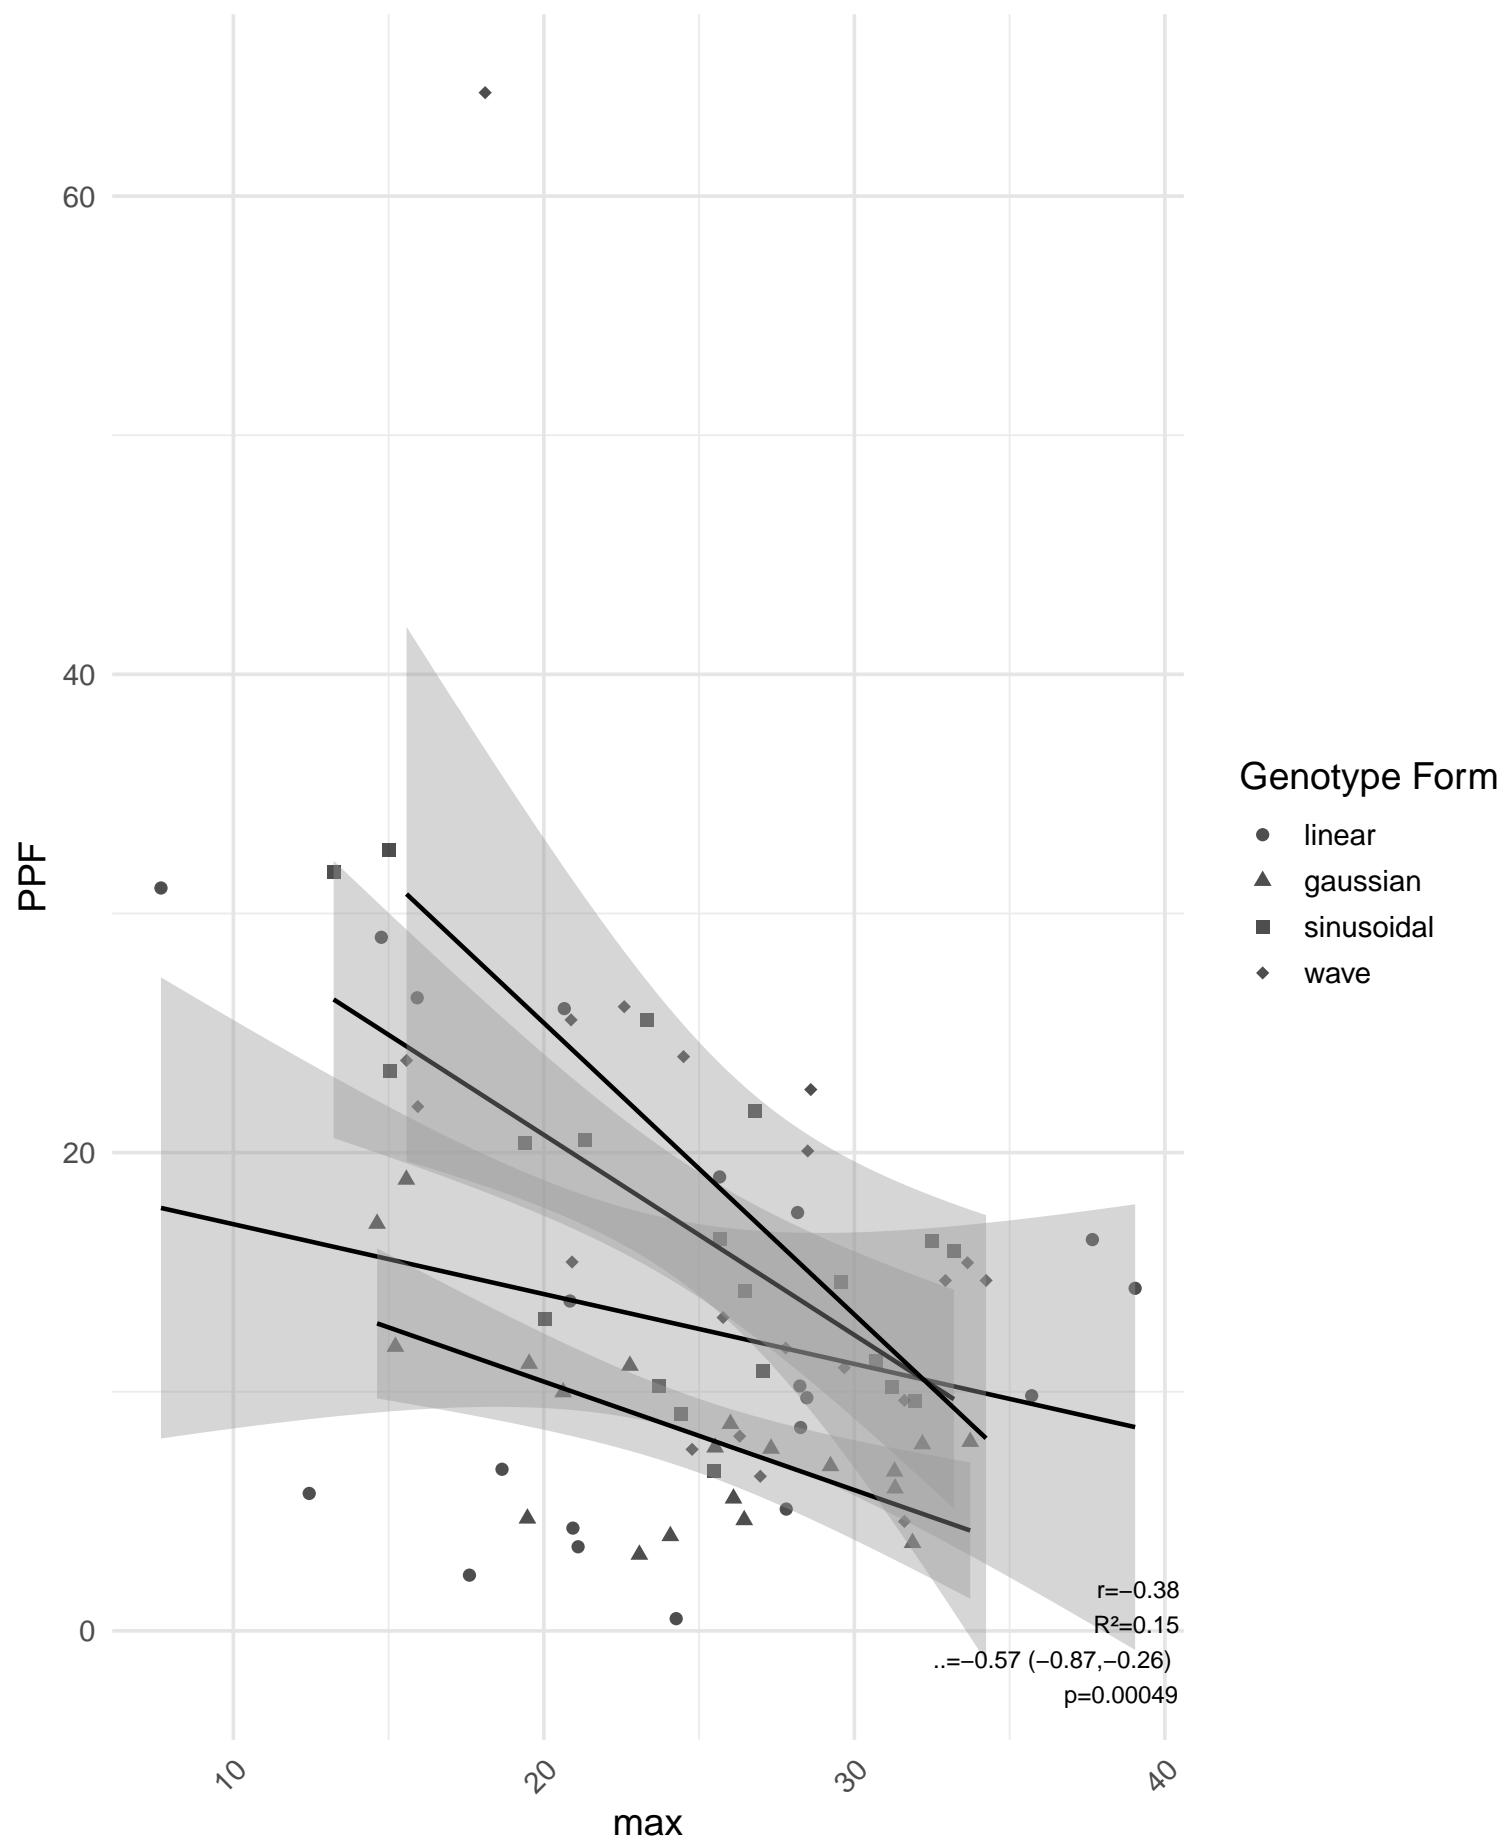 60
40
20
0
PPF
10
20
30
40
max
Genotype Form
linear
gaussian
sinusoidal
wave
r=−0.38
R²=0.15
..=−0.57 (−0.87,−0.26)
p=0.00049